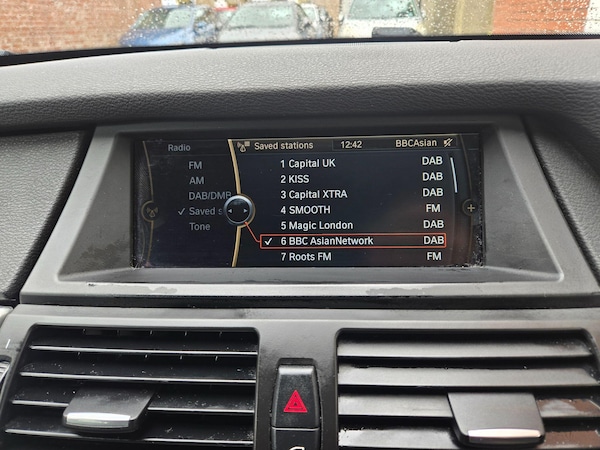 Radio
FM
AM
DAB/DMB
✓ Saved s
Tone
Saved stations 12:42 BBCAsian
1 Capital UK DAB
2 KISS DAB
3 Capital XTRA DAB
4 SMOOTH FM
5 Magic London DAB
✓ 6 BBC AsianNetwork DAB
7 Roots FM FM